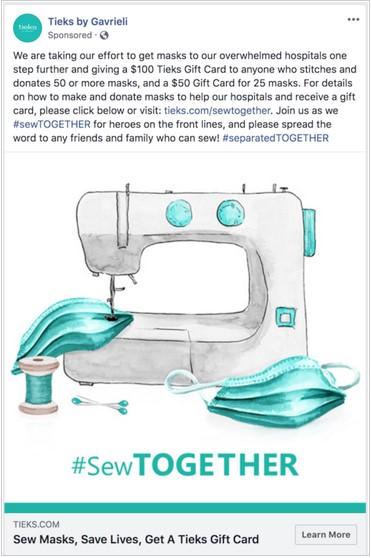 tieks
Tieks by Gavrieli
Sponsored ·
We are taking our effort to get masks to our overwhelmed hospitals one
step further and giving a $100 Tieks Gift Card to anyone who stitches and
donates 50 or more masks, and a $50 Gift Card for 25 masks. For details
on how to make and donate masks to help our hospitals and receive a gift
card, please click below or visit: tieks.com/sewtogether. Join us as we
#sewTOGETHER for heroes on the front lines, and please spread the
word to any friends and family who can sew! #separatedTOGETHER
#SewTOGETHER
TIEKS.COM
Sew Masks, Save Lives, Get A Tieks Gift Card
Learn More